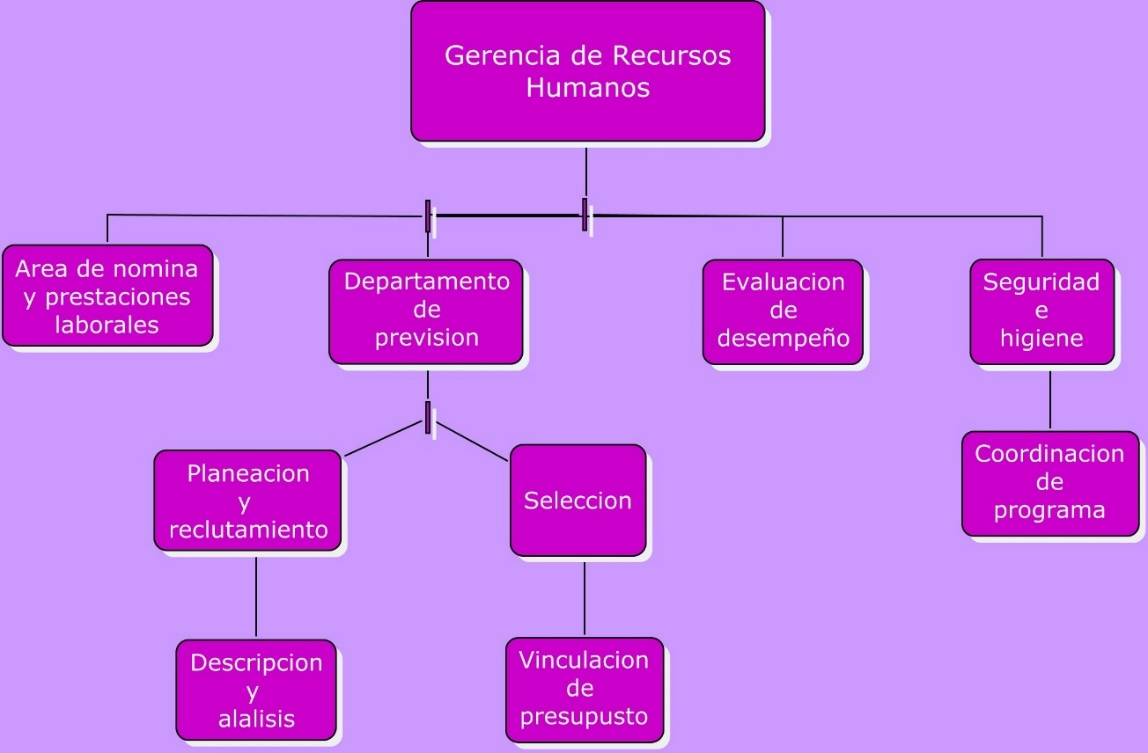 Gerencia de Recursos
Humanos
Area de nomina
y prestaciones
laborales
Departamento
de
prevision
Evaluacion
de
desempeño
Seguridad
e
higiene
Planeacion
y
reclutamiento
Seleccion
Coordinacion
de
programa
Descripcion
y
alalisis
Vinculacion
de
presupusto